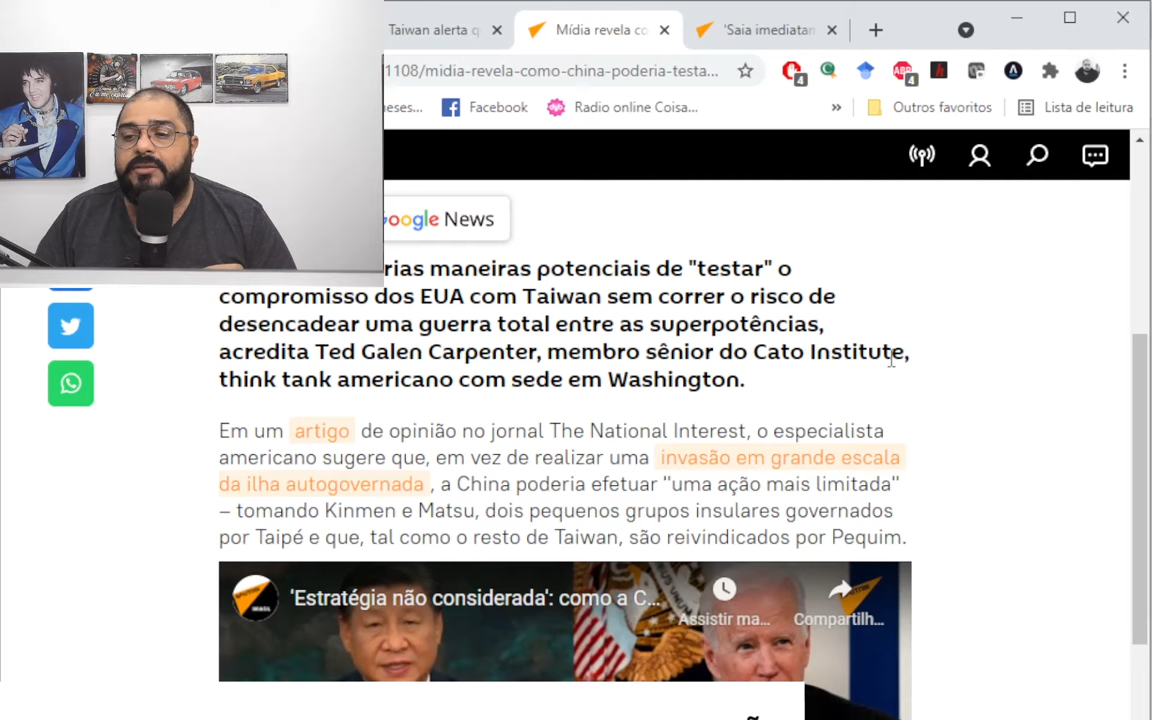 Taiwan alerta q
Mídia revela co
'Saia imediatan
1108/midia-revela-como-china-poderia-testa...
4
ABP
4
eses...
Facebook
Radio online Coisa...
»
Outros favoritos
Lista de leitura
Google News
rias maneiras potenciais de "testar" o
compromisso dos EUA com Taiwan sem correr o risco de
desencadear uma guerra total entre as superpotências,
acredita Ted Galen Carpenter, membro sênior do Cato Institute,
think tank americano com sede em Washington.
Em um artigo de opinião no jornal The National Interest, o especialista
americano sugere que, em vez de realizar uma invasão em grande escala
da ilha autogovernada , a China poderia efetuar "uma ação mais limitada"
– tomando Kinmen e Matsu, dois pequenos grupos insulares governados
por Taipé e que, tal como o resto de Taiwan, são reivindicados por Pequim.
'Estratégia não considerada': como a C...
Assistir ma...
Compartilh...